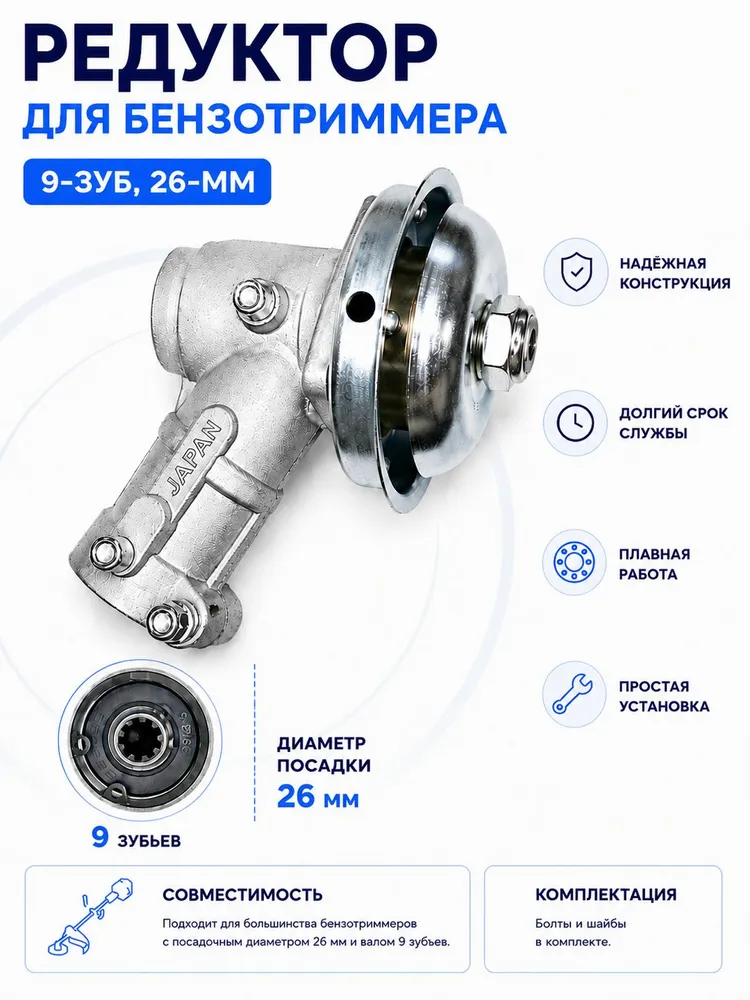 РЕДУКТОР
ДЛЯ БЕНЗОТРИММЕРА
9-ЗУБ, 26-ММ
НАДЁЖНАЯ
КОНСТРУКЦИЯ
JAPAN
ДОЛГИЙ СРОК
СЛУЖБЫ
ПЛАВНАЯ
РАБОТА
ПРОСТАЯ
УСТАНОВКА
ДИАМЕТР
ПОСАДКИ
26 ММ
9 ЗУБЬЕВ
СОВМЕСТИМОСТЬ
Подходит для большинства бензотриммеров
с посадочным диаметром 26 мм и валом 9 зубьев.
КОМПЛЕКТАЦИЯ
Болты и шайбы
в комплекте.